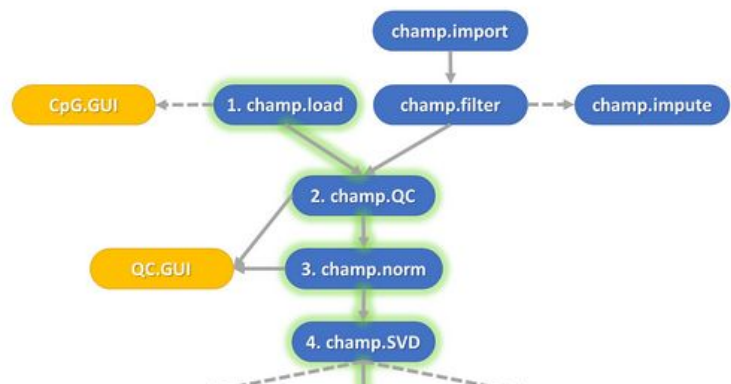 champ.import
CpG.GUI
1. champ.load
champ.filter
champ.impute
2. champ.QC
QC.GUI
3. champ.norm
4. champ.SVD